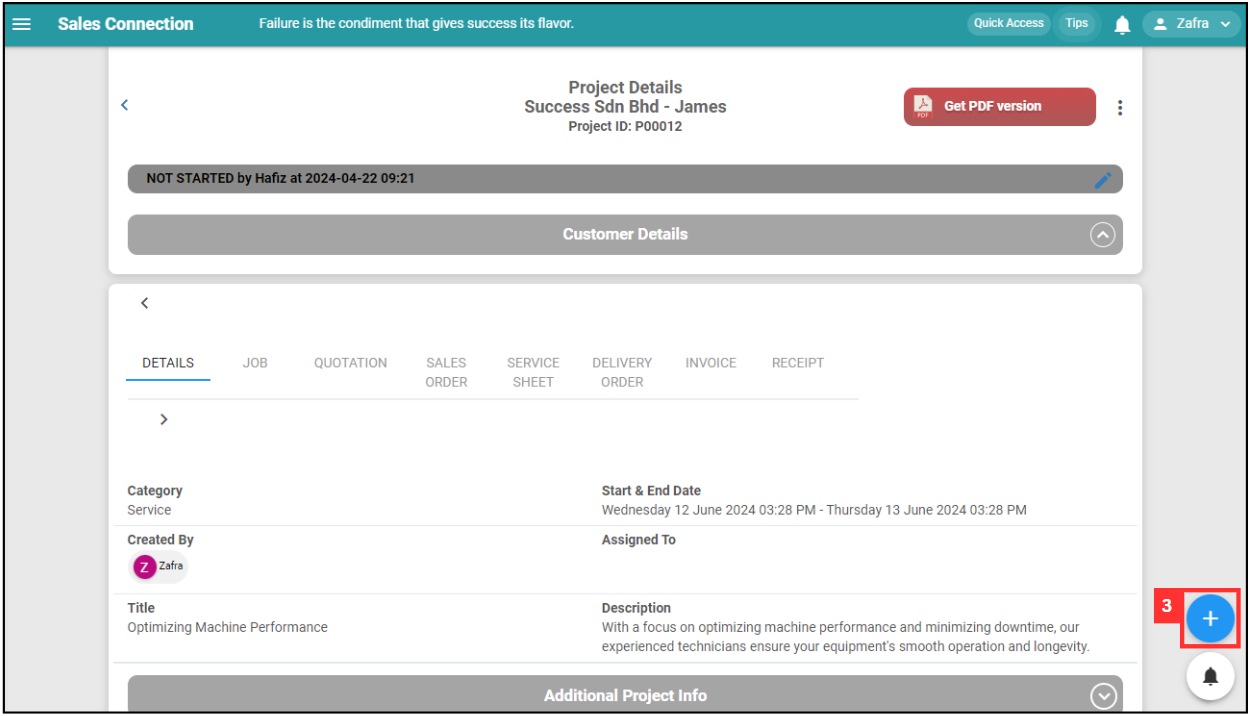 Sales Connection
Failure is the condiment that gives success its flavor.
Quick Access
Tips
Zafra
Project Details
Success Sdn Bhd - James
Project ID: P00012
PDF
Get PDF version
NOT STARTED by Hafiz at 2024-04-22 09:21
Customer Details
DETAILS
JOB
QUOTATION
SALES
ORDER
SERVICE
SHEET
DELIVERY
ORDER
INVOICE
RECEIPT
Category
Service
Start & End Date
Wednesday 12 June 2024 03:28 PM - Thursday 13 June 2024 03:28 PM
Created By
Z Zafra
Assigned To
Title
Optimizing Machine Performance
Description
With a focus on optimizing machine performance and minimizing downtime, our
experienced technicians ensure your equipment's smooth operation and longevity.
3
Additional Project Info